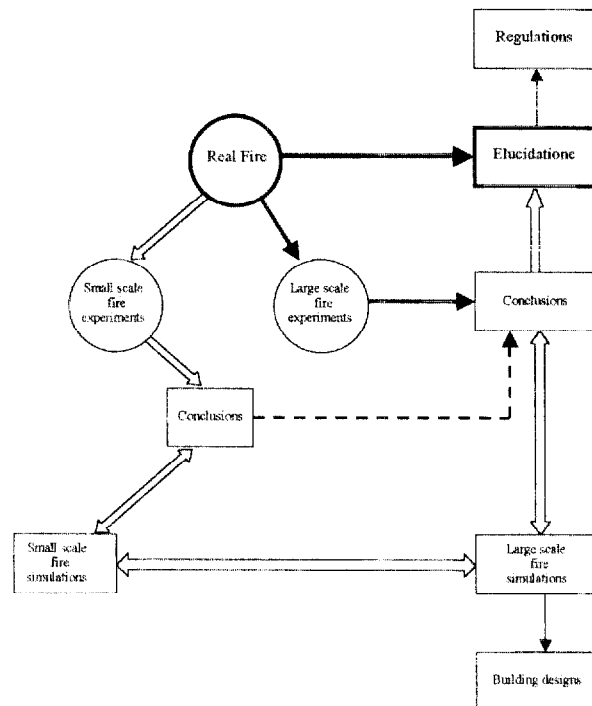 Regulations
Real Fire
Elucidatione
Small scale
fire
experiments
Large scale
fire
experiments
Conclusions
Conclusions
Small scale
fire
simulations
Large scale
fire
simulations
Building designs